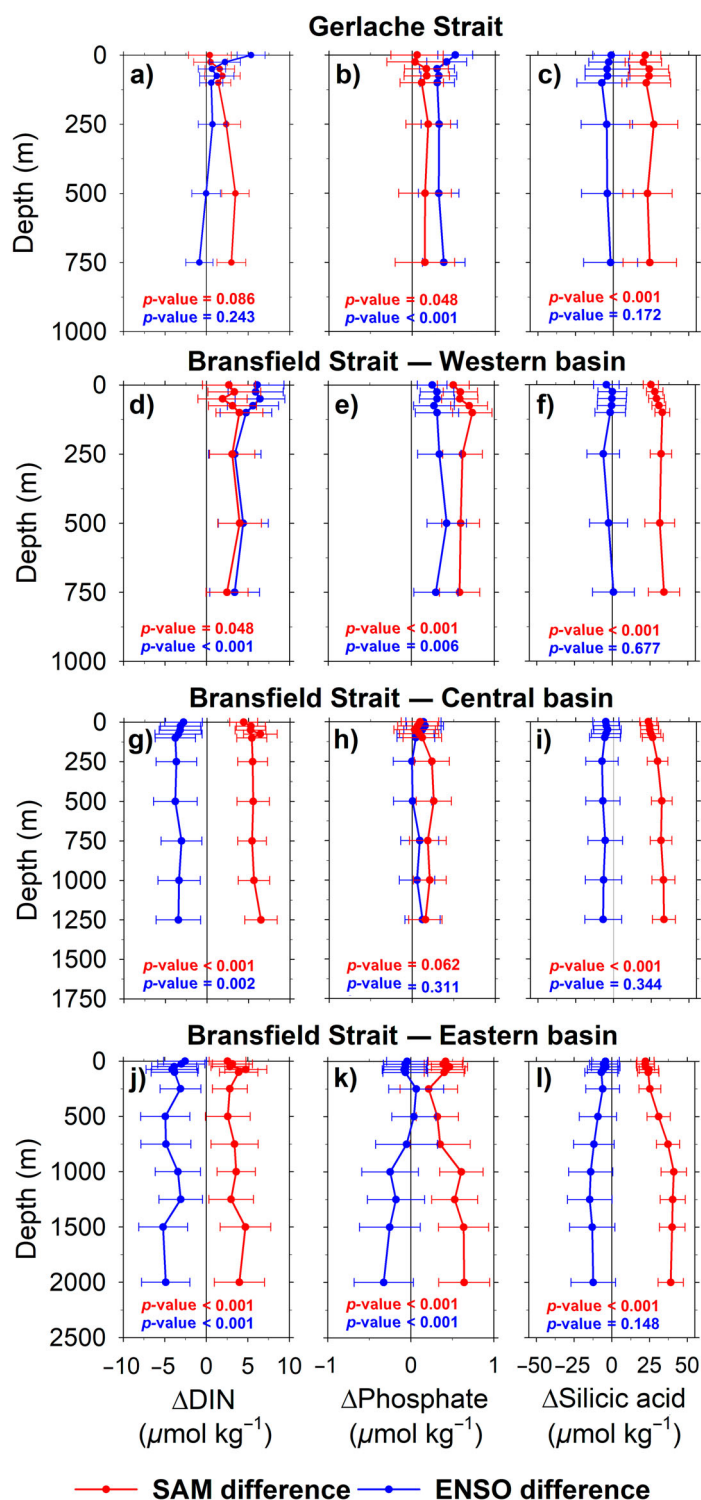 Gerlache Strait
0
250
500
750
1000
Depth (m)
a)
p-value = 0.086
p-value = 0.243
b)
p-value = 0.048
p-value < 0.001
c)
p-value < 0.001
p-value = 0.172
Bransfield Strait — Western basin
0
250
500
750
1000
Depth (m)
d)
p-value = 0.048
p-value < 0.001
e)
p-value < 0.001
p-value = 0.006
f)
p-value < 0.001
p-value = 0.677
Bransfield Strait — Central basin
0
250
500
750
1000
1250
1500
1750
Depth (m)
g)
p-value < 0.001
p-value = 0.002
h)
p-value = 0.062
p-value = 0.311
i)
p-value < 0.001
p-value = 0.344
Bransfield Strait — Eastern basin
0
500
1000
1500
2000
2500
Depth (m)
j)
p-value < 0.001
p-value < 0.001
k)
p-value < 0.001
p-value < 0.001
l)
p-value < 0.001
p-value = 0.148
−10 −5 0 5 10
−1 0 1
−50 −25 0 25 50
ΔDIN
(μmol kg⁻¹)
ΔPhosphate
(μmol kg⁻¹)
ΔSilicic acid
(μmol kg⁻¹)
SAM difference ENSO difference